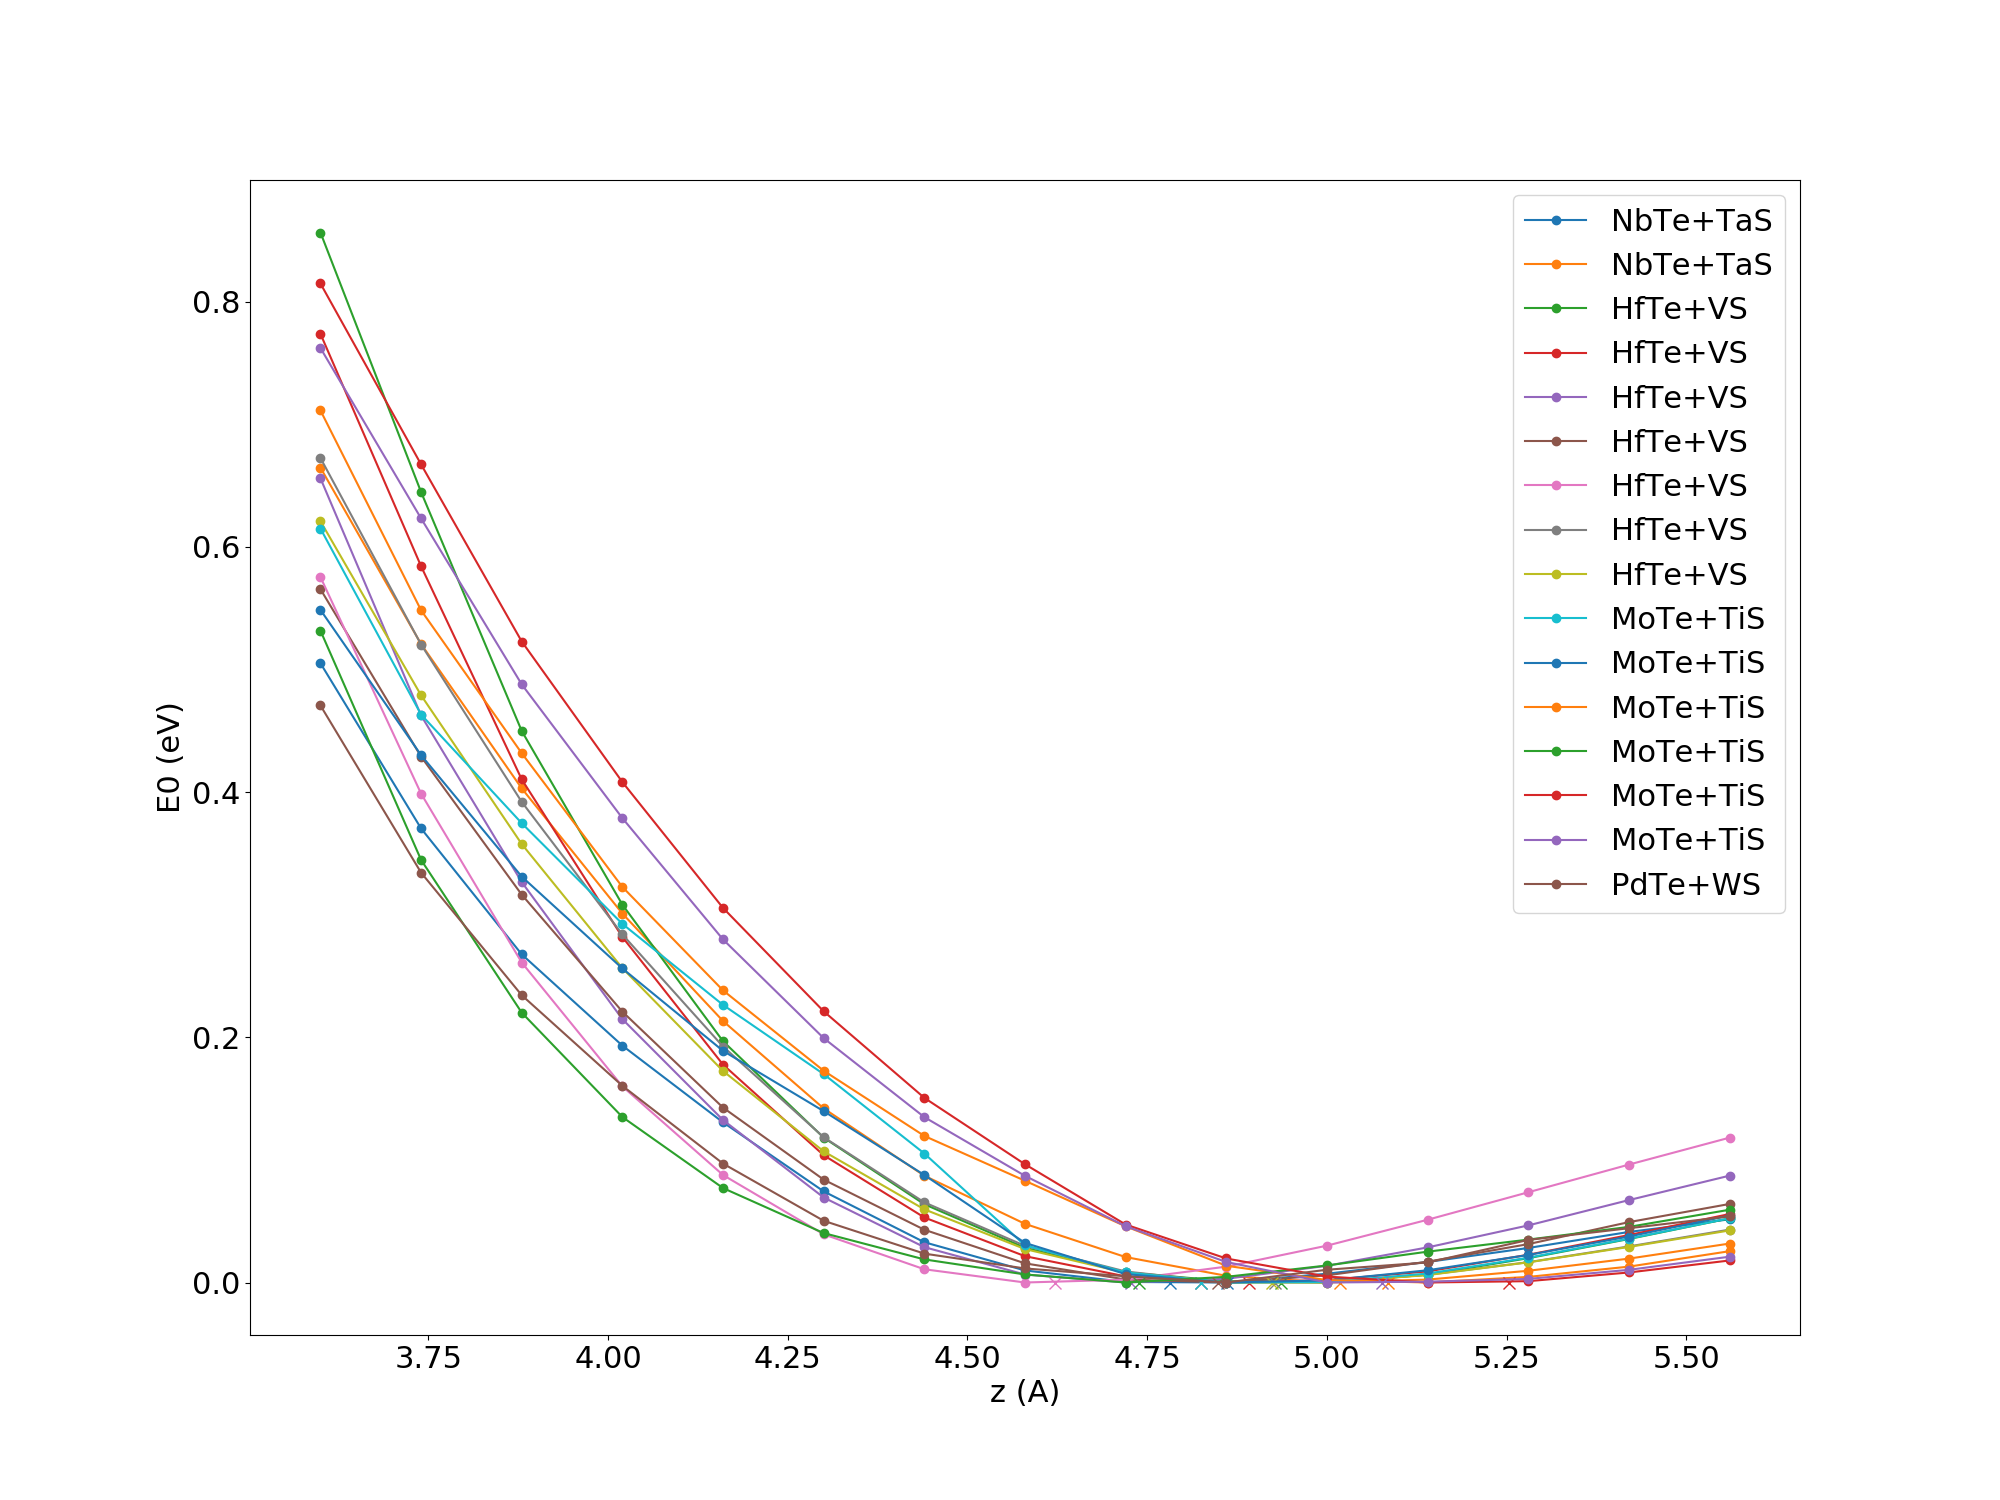 NbTe+TaS
NbTe+TaS
HfTe+VS
HfTe+VS
HfTe+VS
HfTe+VS
HfTe+VS
HfTe+VS
HfTe+VS
MoTe+TiS
MoTe+TiS
MoTe+TiS
MoTe+TiS
MoTe+TiS
MoTe+TiS
PdTe+WS
0.8
0.6
0.4
0.2
0.0
E0 (eV)
3.75 4.00 4.25 4.50 4.75 5.00 5.25 5.50
z (A)